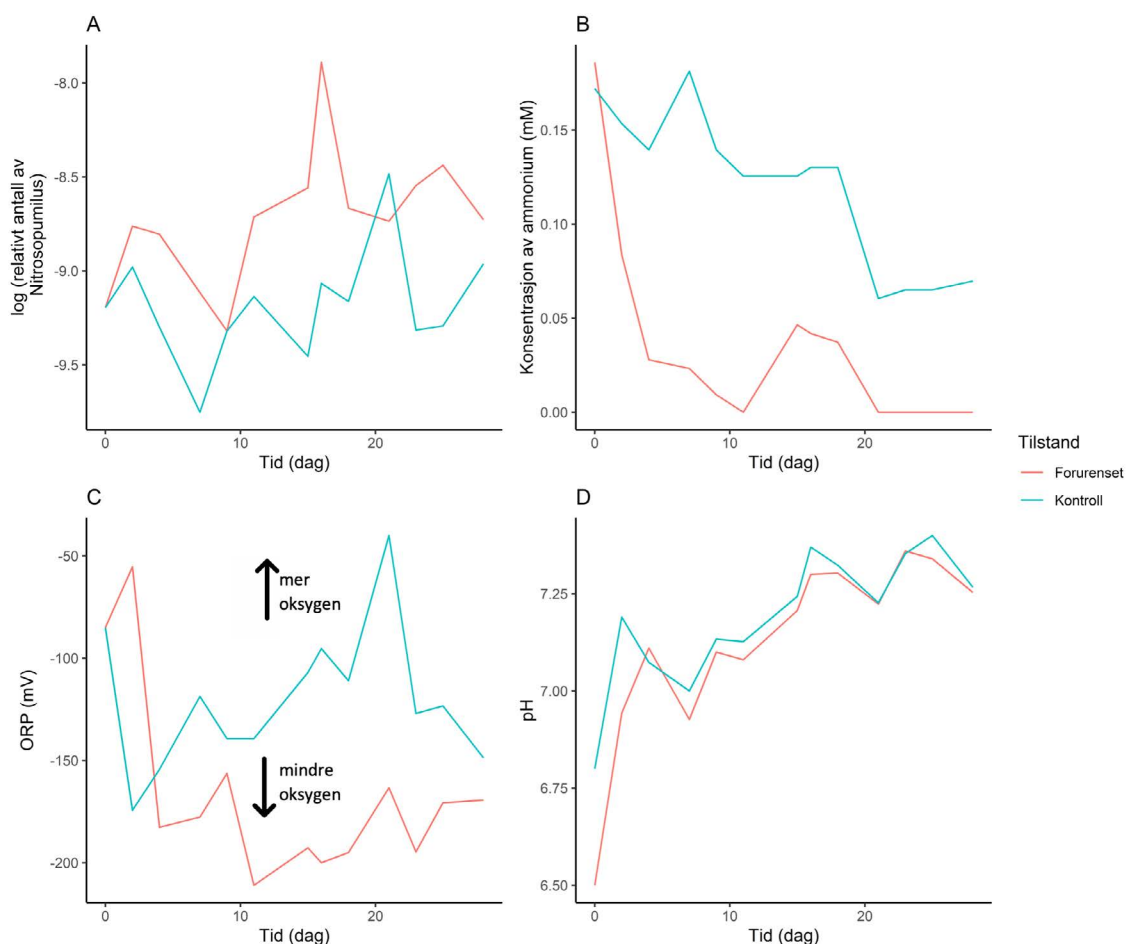 A
-8.0
-8.5
-9.0
-9.5
log (relativt antall av
Nitrosopumilus)
0
10
20
Tid (dag)
B
0.15
0.10
0.05
0.00
Konsentrasjon av ammonium (mM)
0
10
20
Tid (dag)
Tilstand
Forurenset
Kontroll
C
-50
-100
-150
-200
ORP (mV)
mer
oksygen
mindre
oksygen
0
10
20
Tid (dag)
D
7.25
7.00
6.75
6.50
pH
0
10
20
Tid (dag)